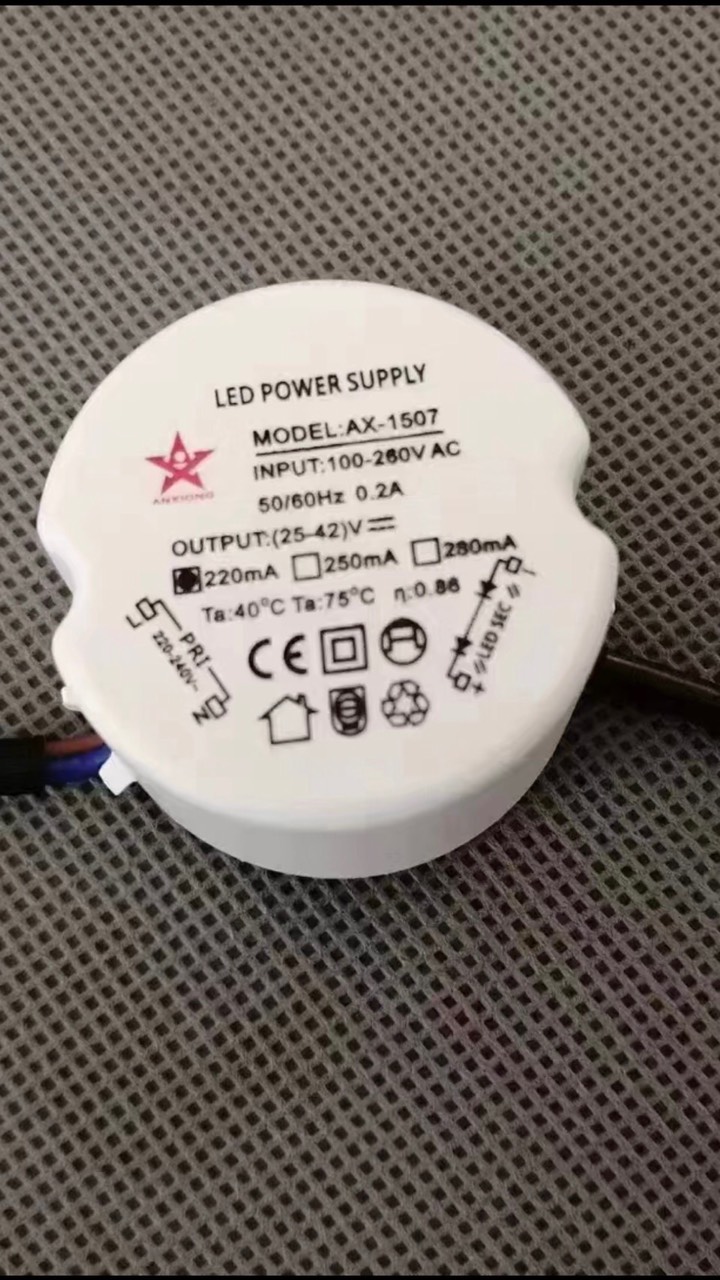 LED POWER SUPPLY
MODEL:AX-1507
ANXIONG
INPUT:100-260V AC
50/60Hz 0.2A
OUTPUT:(25-42)V
220mA 250mA 280mA
Ta:40°C Ta:75°C η:0.86
L PRI N
220-240V~
CE
+ LED SEC -